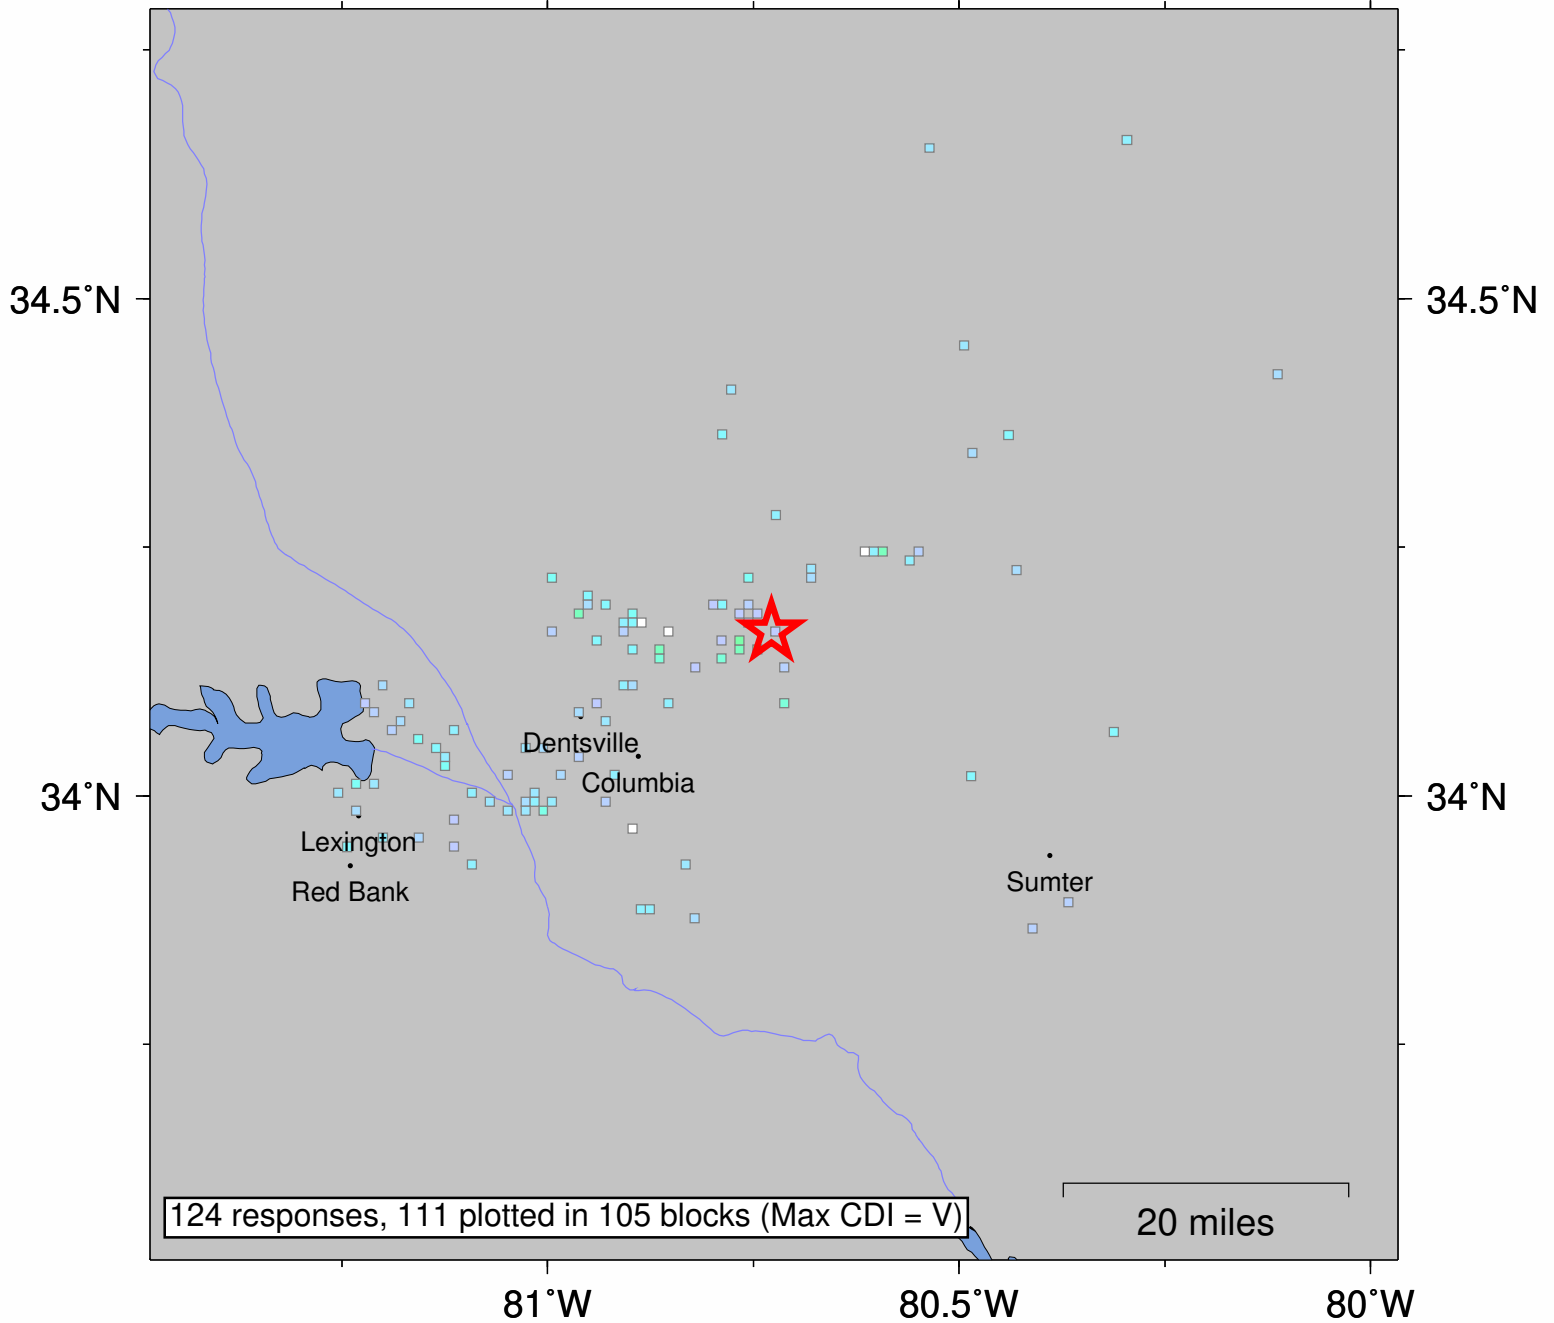 34.5°N
34.5°N
Dentsville
Columbia
34°N
34°N
Lexington
Sumter
Red Bank
124 responses, 111 plotted in 105 blocks (Max CDI = V)
20 miles
81°W
80.5°W
80°W